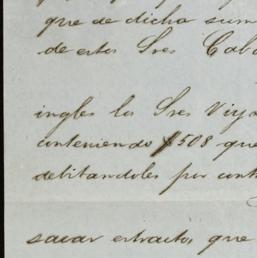 que de dicha sum
de estos Sres Cab
ingles los Sres Viya
conteniendo $508 que
debitandoles por cont
sacar extractos que